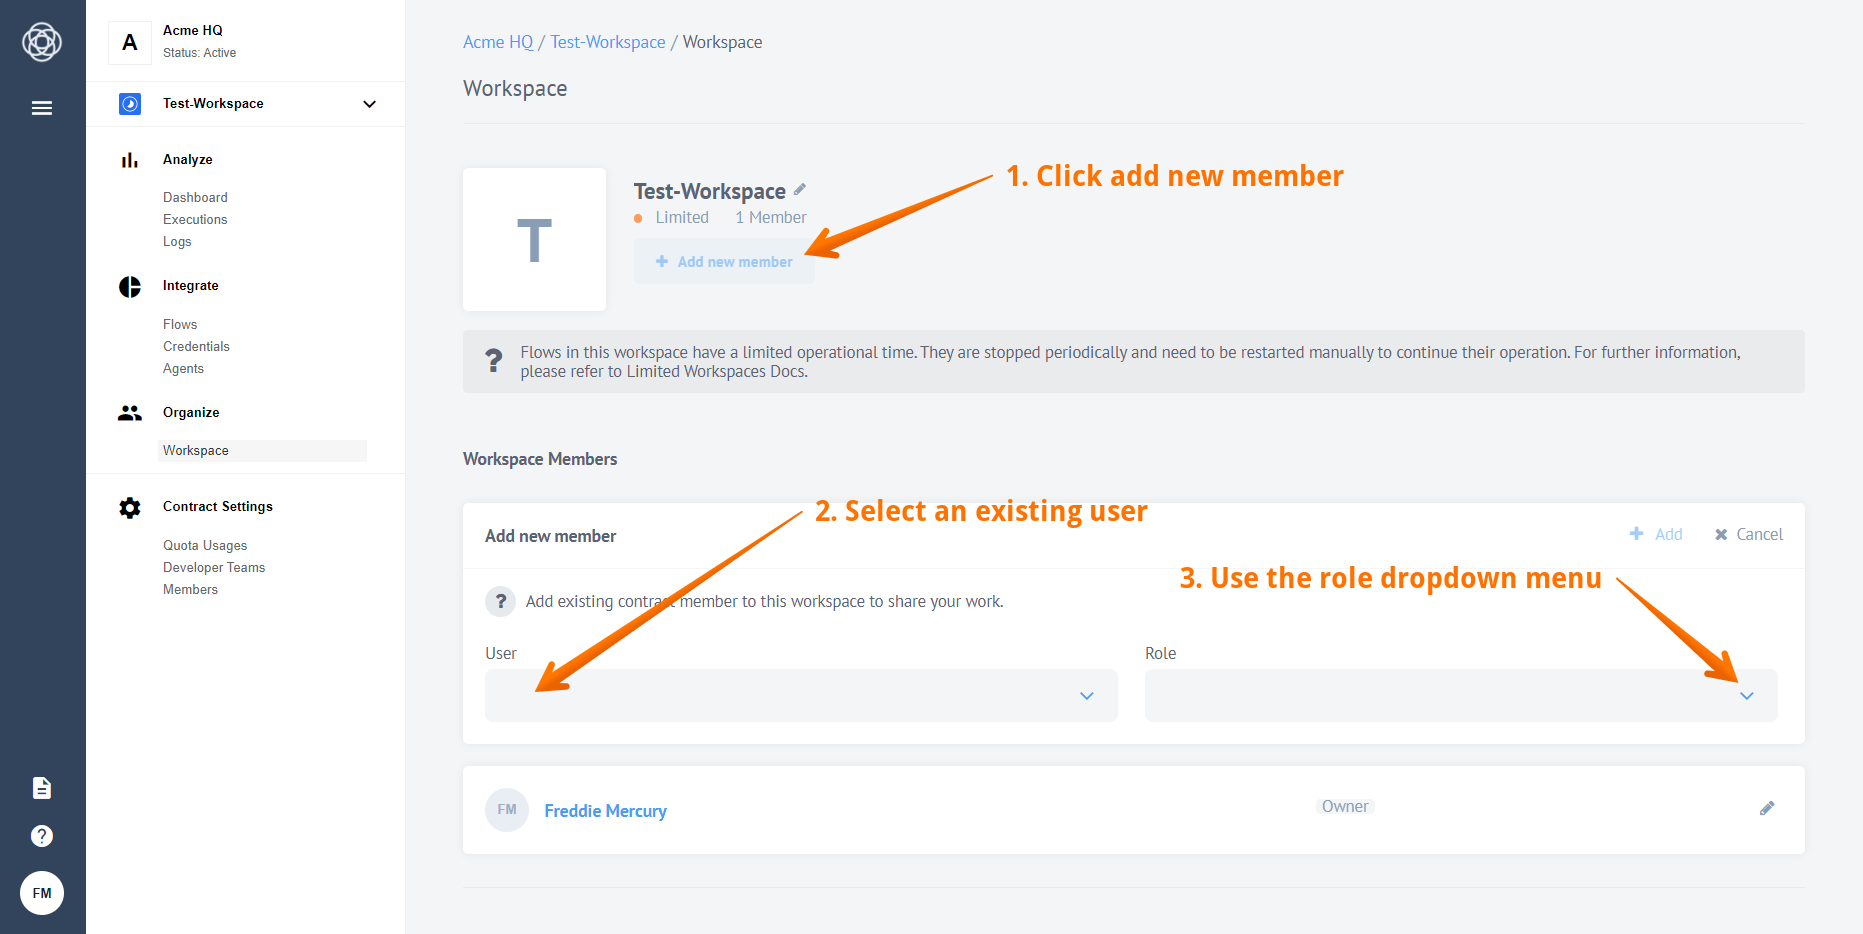 A
Acme HQ
Status: Active
Test-Workspace
Analyze
Dashboard
Executions
Logs
Integrate
Flows
Credentials
Agents
Organize
Workspace
Contract Settings
Quota Usages
Developer Teams
Members
FM
Acme HQ / Test-Workspace / Workspace
Workspace
1. Click add new member
T
Test-Workspace
Limited 1 Member
+ Add new member
? Flows in this workspace have a limited operational time. They are stopped periodically and need to be restarted manually to continue their operation. For further information,
please refer to Limited Workspaces Docs.
Workspace Members
2. Select an existing user
Add new member
+ Add ✖ Cancel
3. Use the role dropdown menu
? Add existing contract member to this workspace to share your work.
User
Role
FM
Freddie Mercury
Owner